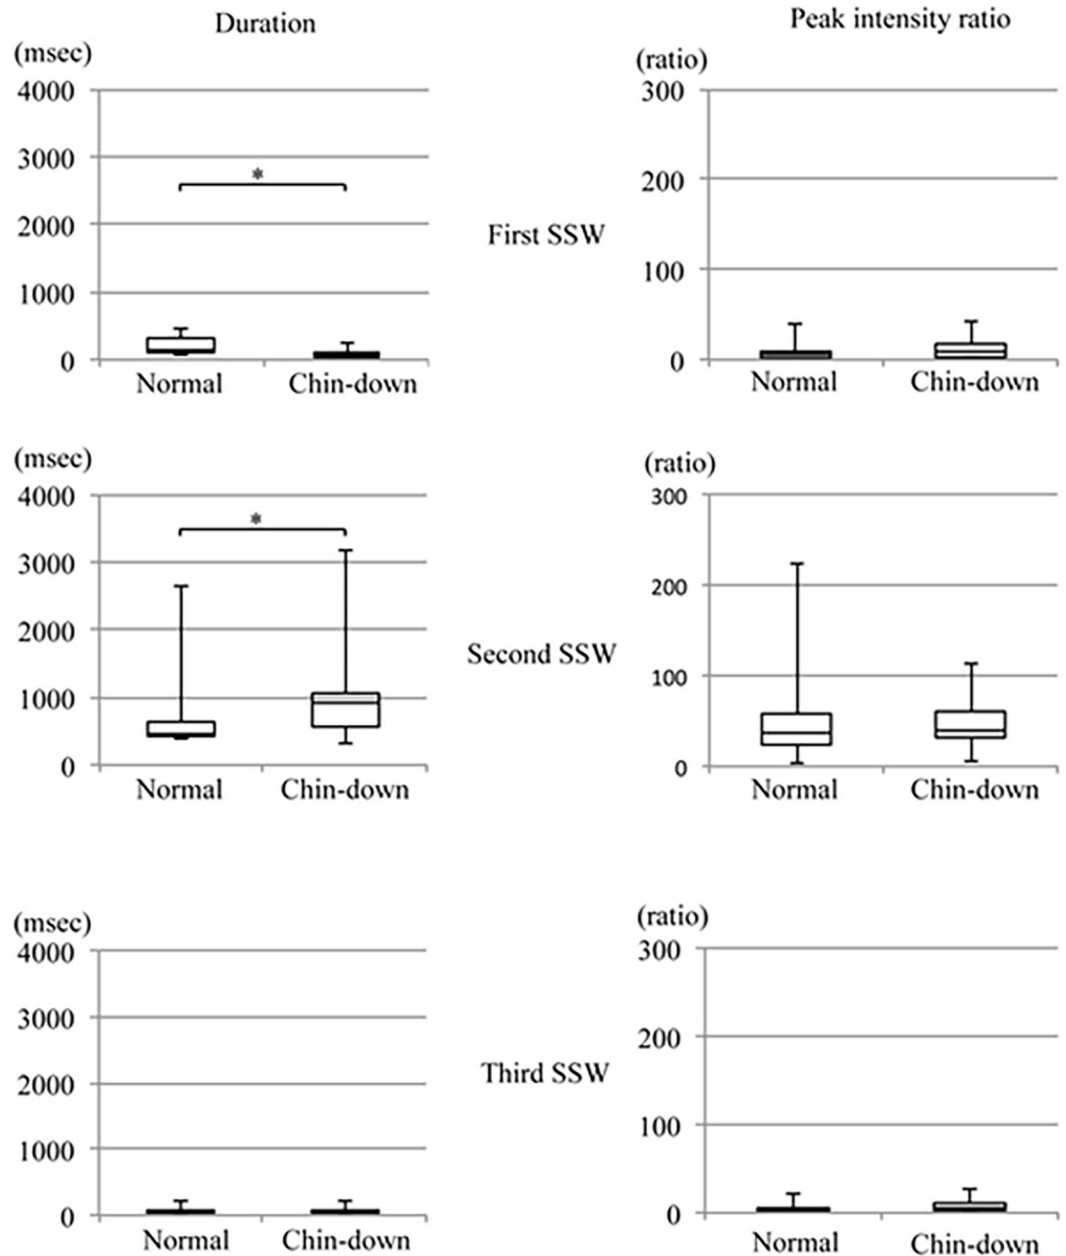 Duration
Peak intensity ratio
(msec)
(ratio)
4000
3000
2000
1000
0
*
Normal
Chin-down
First SSW
300
200
100
0
Normal
Chin-down
(msec)
(ratio)
4000
3000
2000
1000
0
*
Normal
Chin-down
Second SSW
300
200
100
0
Normal
Chin-down
(msec)
(ratio)
4000
3000
2000
1000
0
Normal
Chin-down
Third SSW
300
200
100
0
Normal
Chin-down